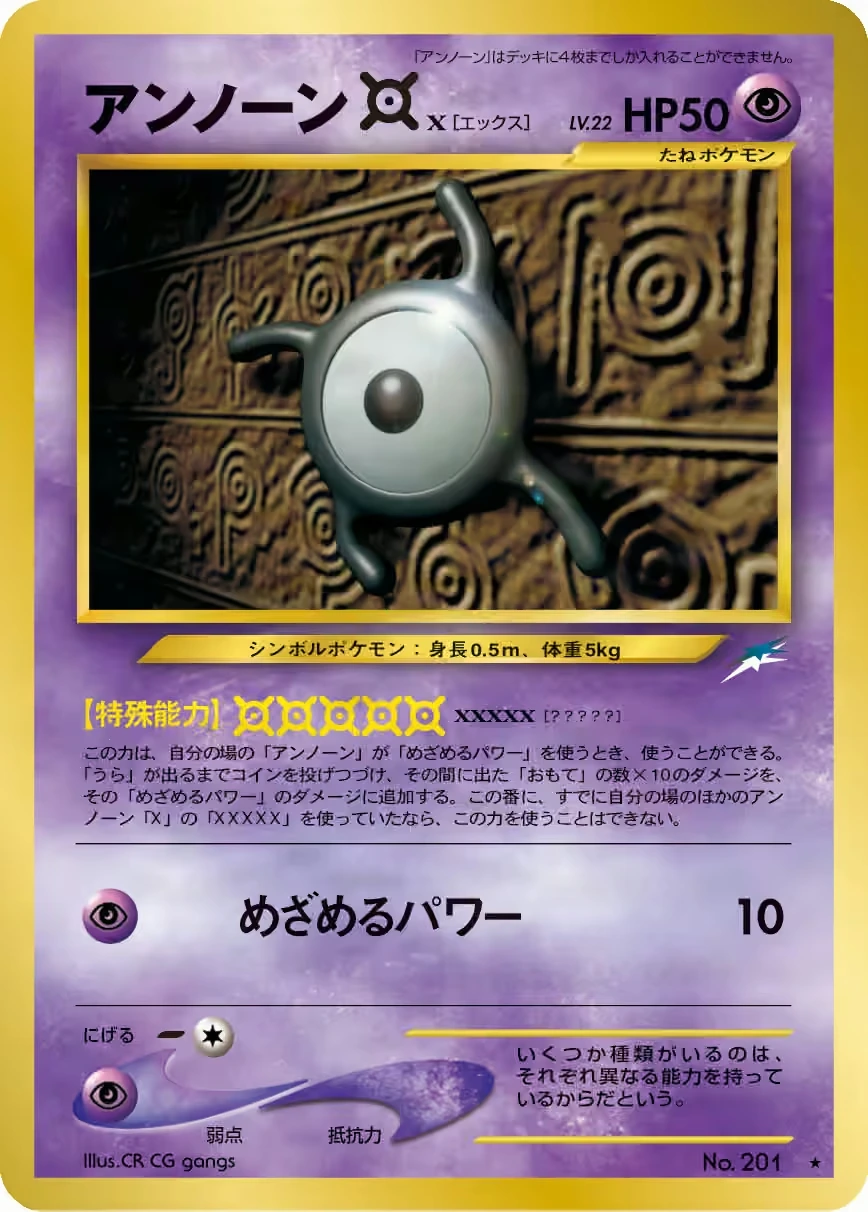 「アンノーン」はデッキに4枚までしか入れることができません。
アンノーン X [エックス] LV.22 HP50
たねポケモン
シンボルポケモン：身長0.5m、体重5kg
【特殊能力】 XXXXX [?????]
この力は、自分の場の「アンノーン」が「めざめるパワー」を使うとき、使うことができる。
「うら」が出るまでコインを投げつづけ、その間に出た「おもて」の数×10のダメージを、
その「めざめるパワー」のダメージに追加する。この番に、すでに自分の場のほかのアン
ノーン「X」の「XXXXX」を使っていたなら、この力を使うことはできない。
めざめるパワー 10
にげる
いくつか種類がいるのは、
それぞれ異なる能力を持って
いるからだという。
弱点 抵抗力
Illus.CR CG gangs No. 201 ★